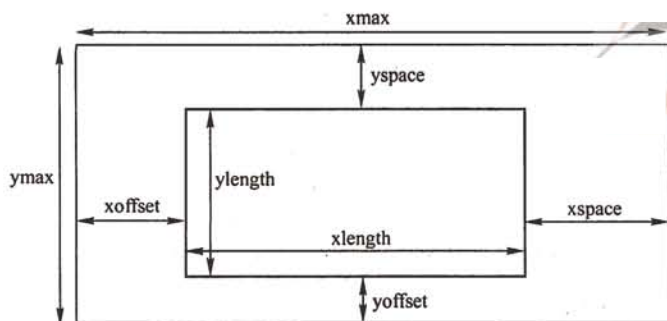 xmax
yspace
ymax
ylength
xoffset
xspace
xlength
yoffset